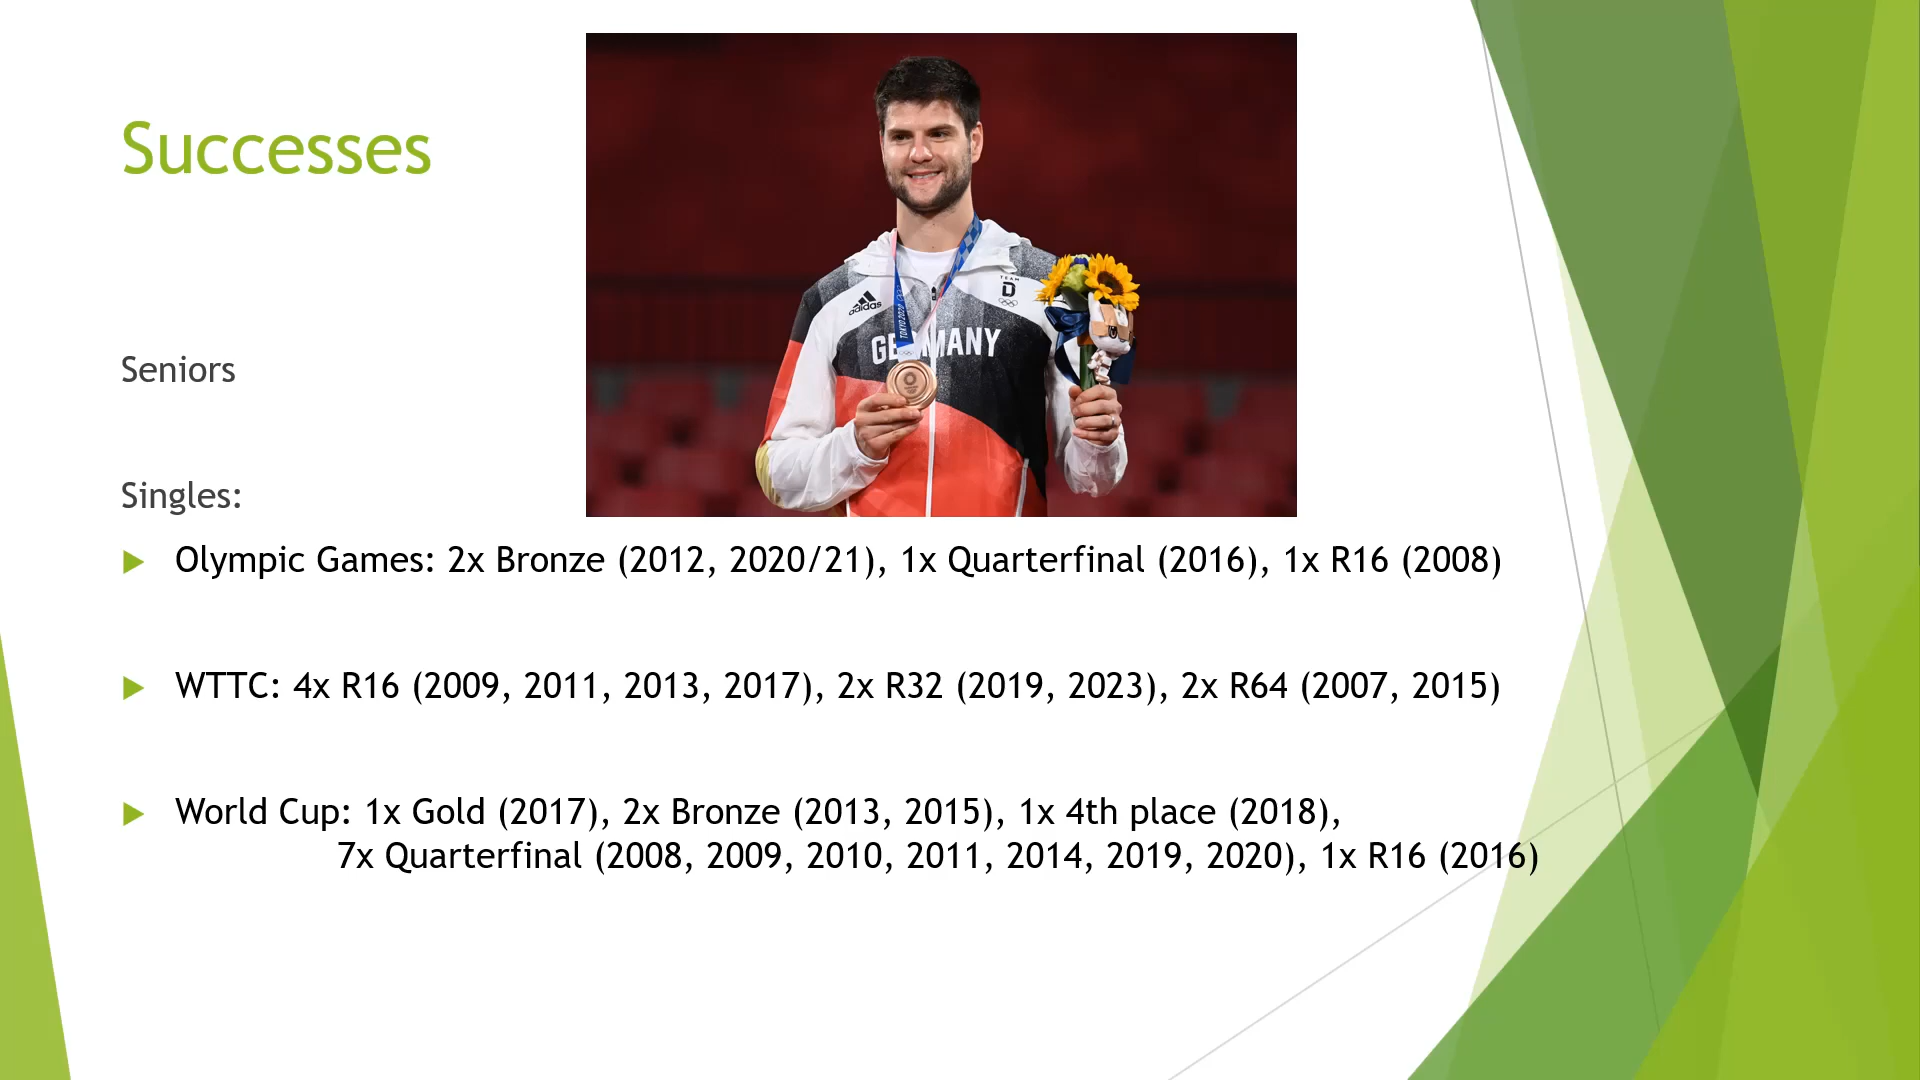 Successes
adidas
TEAM
D
TOKYO 2020
GERMANY
Seniors
Singles:
Olympic Games: 2x Bronze (2012, 2020/21), 1x Quarterfinal (2016), 1x R16 (2008)
WTTC: 4x R16 (2009, 2011, 2013, 2017), 2x R32 (2019, 2023), 2x R64 (2007, 2015)
World Cup: 1x Gold (2017), 2x Bronze (2013, 2015), 1x 4th place (2018),
7x Quarterfinal (2008, 2009, 2010, 2011, 2014, 2019, 2020), 1x R16 (2016)